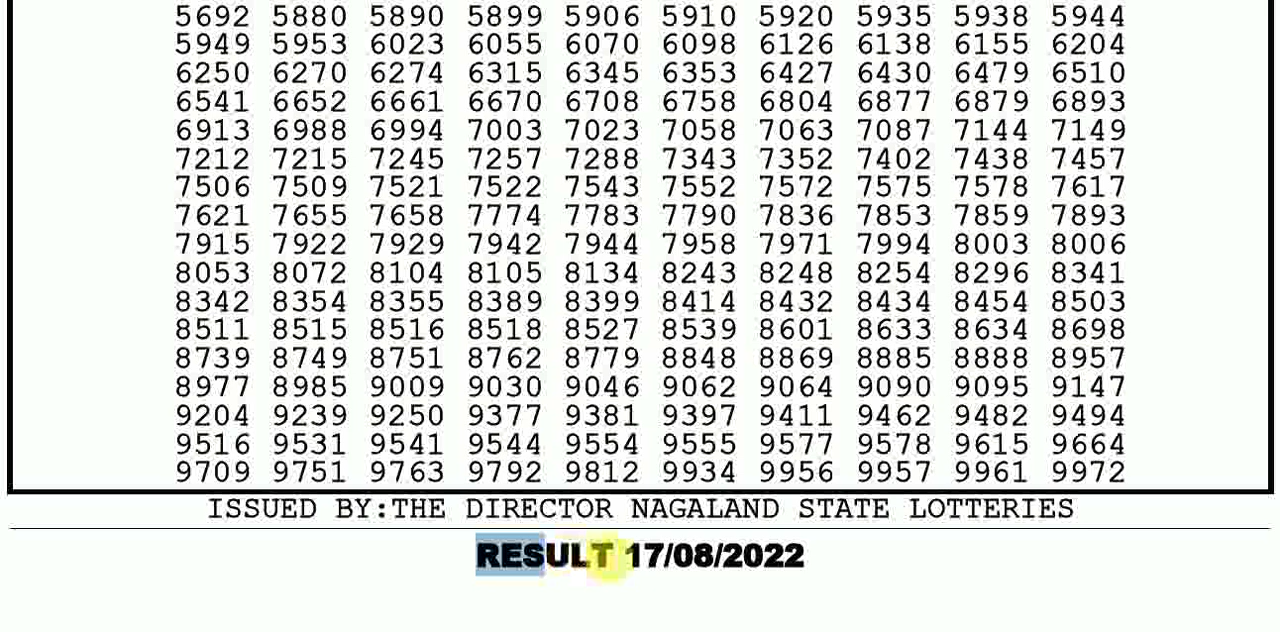 5692 5880 5890 5899 5906 5910 5920 5935 5938 5944
5949 5953 6023 6055 6070 6098 6126 6138 6155 6204
6250 6270 6274 6315 6345 6353 6427 6430 6479 6510
6541 6652 6661 6670 6708 6758 6804 6877 6879 6893
6913 6988 6994 7003 7023 7058 7063 7087 7144 7149
7212 7215 7245 7257 7288 7343 7352 7402 7438 7457
7506 7509 7521 7522 7543 7552 7572 7575 7578 7617
7621 7655 7658 7774 7783 7790 7836 7853 7859 7893
7915 7922 7929 7942 7944 7958 7971 7994 8003 8006
8053 8072 8104 8105 8134 8243 8248 8254 8296 8341
8342 8354 8355 8389 8399 8414 8432 8434 8454 8503
8511 8515 8516 8518 8527 8539 8601 8633 8634 8698
8739 8749 8751 8762 8779 8848 8869 8885 8888 8957
8977 8985 9009 9030 9046 9062 9064 9090 9095 9147
9204 9239 9250 9377 9381 9397 9411 9462 9482 9494
9516 9531 9541 9544 9554 9555 9577 9578 9615 9664
9709 9751 9763 9792 9812 9934 9956 9957 9961 9972
ISSUED BY:THE DIRECTOR NAGALAND STATE LOTTERIES
RESULT 17/08/2022